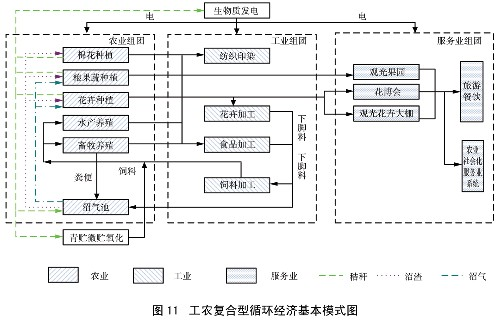 生物质发电
电
电
农业组团
工业组团
服务业组团
棉花种植
纺织印染
粮果蔬种植
观光果园
花卉种植
花博会
旅游
餐饮
观光花卉大棚
水产养殖
花卉加工
下脚料
畜牧养殖
食品加工
农业
社会化
服务业
系统
粪便
饲料
饲料加工
下脚料
沼气池
青贮微贮氨化
农业
工业
服务业
秸秆
沼渣
沼气
图 11 工农复合型循环经济基本模式图